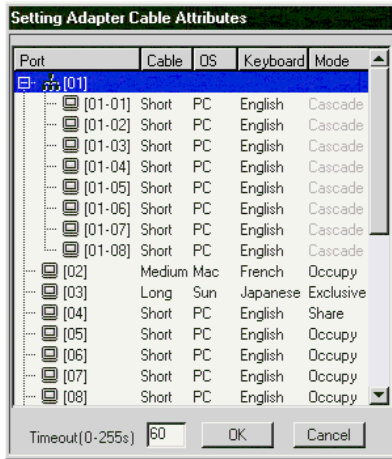 Setting Adapter Cable Attributes
Port Cable OS Keyboard Mode
[01]
[01-01] Short PC English Cascade
[01-02] Short PC English Cascade
[01-03] Short PC English Cascade
[01-04] Short PC English Cascade
[01-05] Short PC English Cascade
[01-06] Short PC English Cascade
[01-07] Short PC English Cascade
[01-08] Short PC English Cascade
[02] Medium Mac French Occupy
[03] Long Sun Japanese Exclusive
[04] Short PC English Share
[05] Short PC English Occupy
[06] Short PC English Occupy
[07] Short PC English Occupy
[08] Short PC English Occupy
Timeout(0-255s) 60 OK Cancel